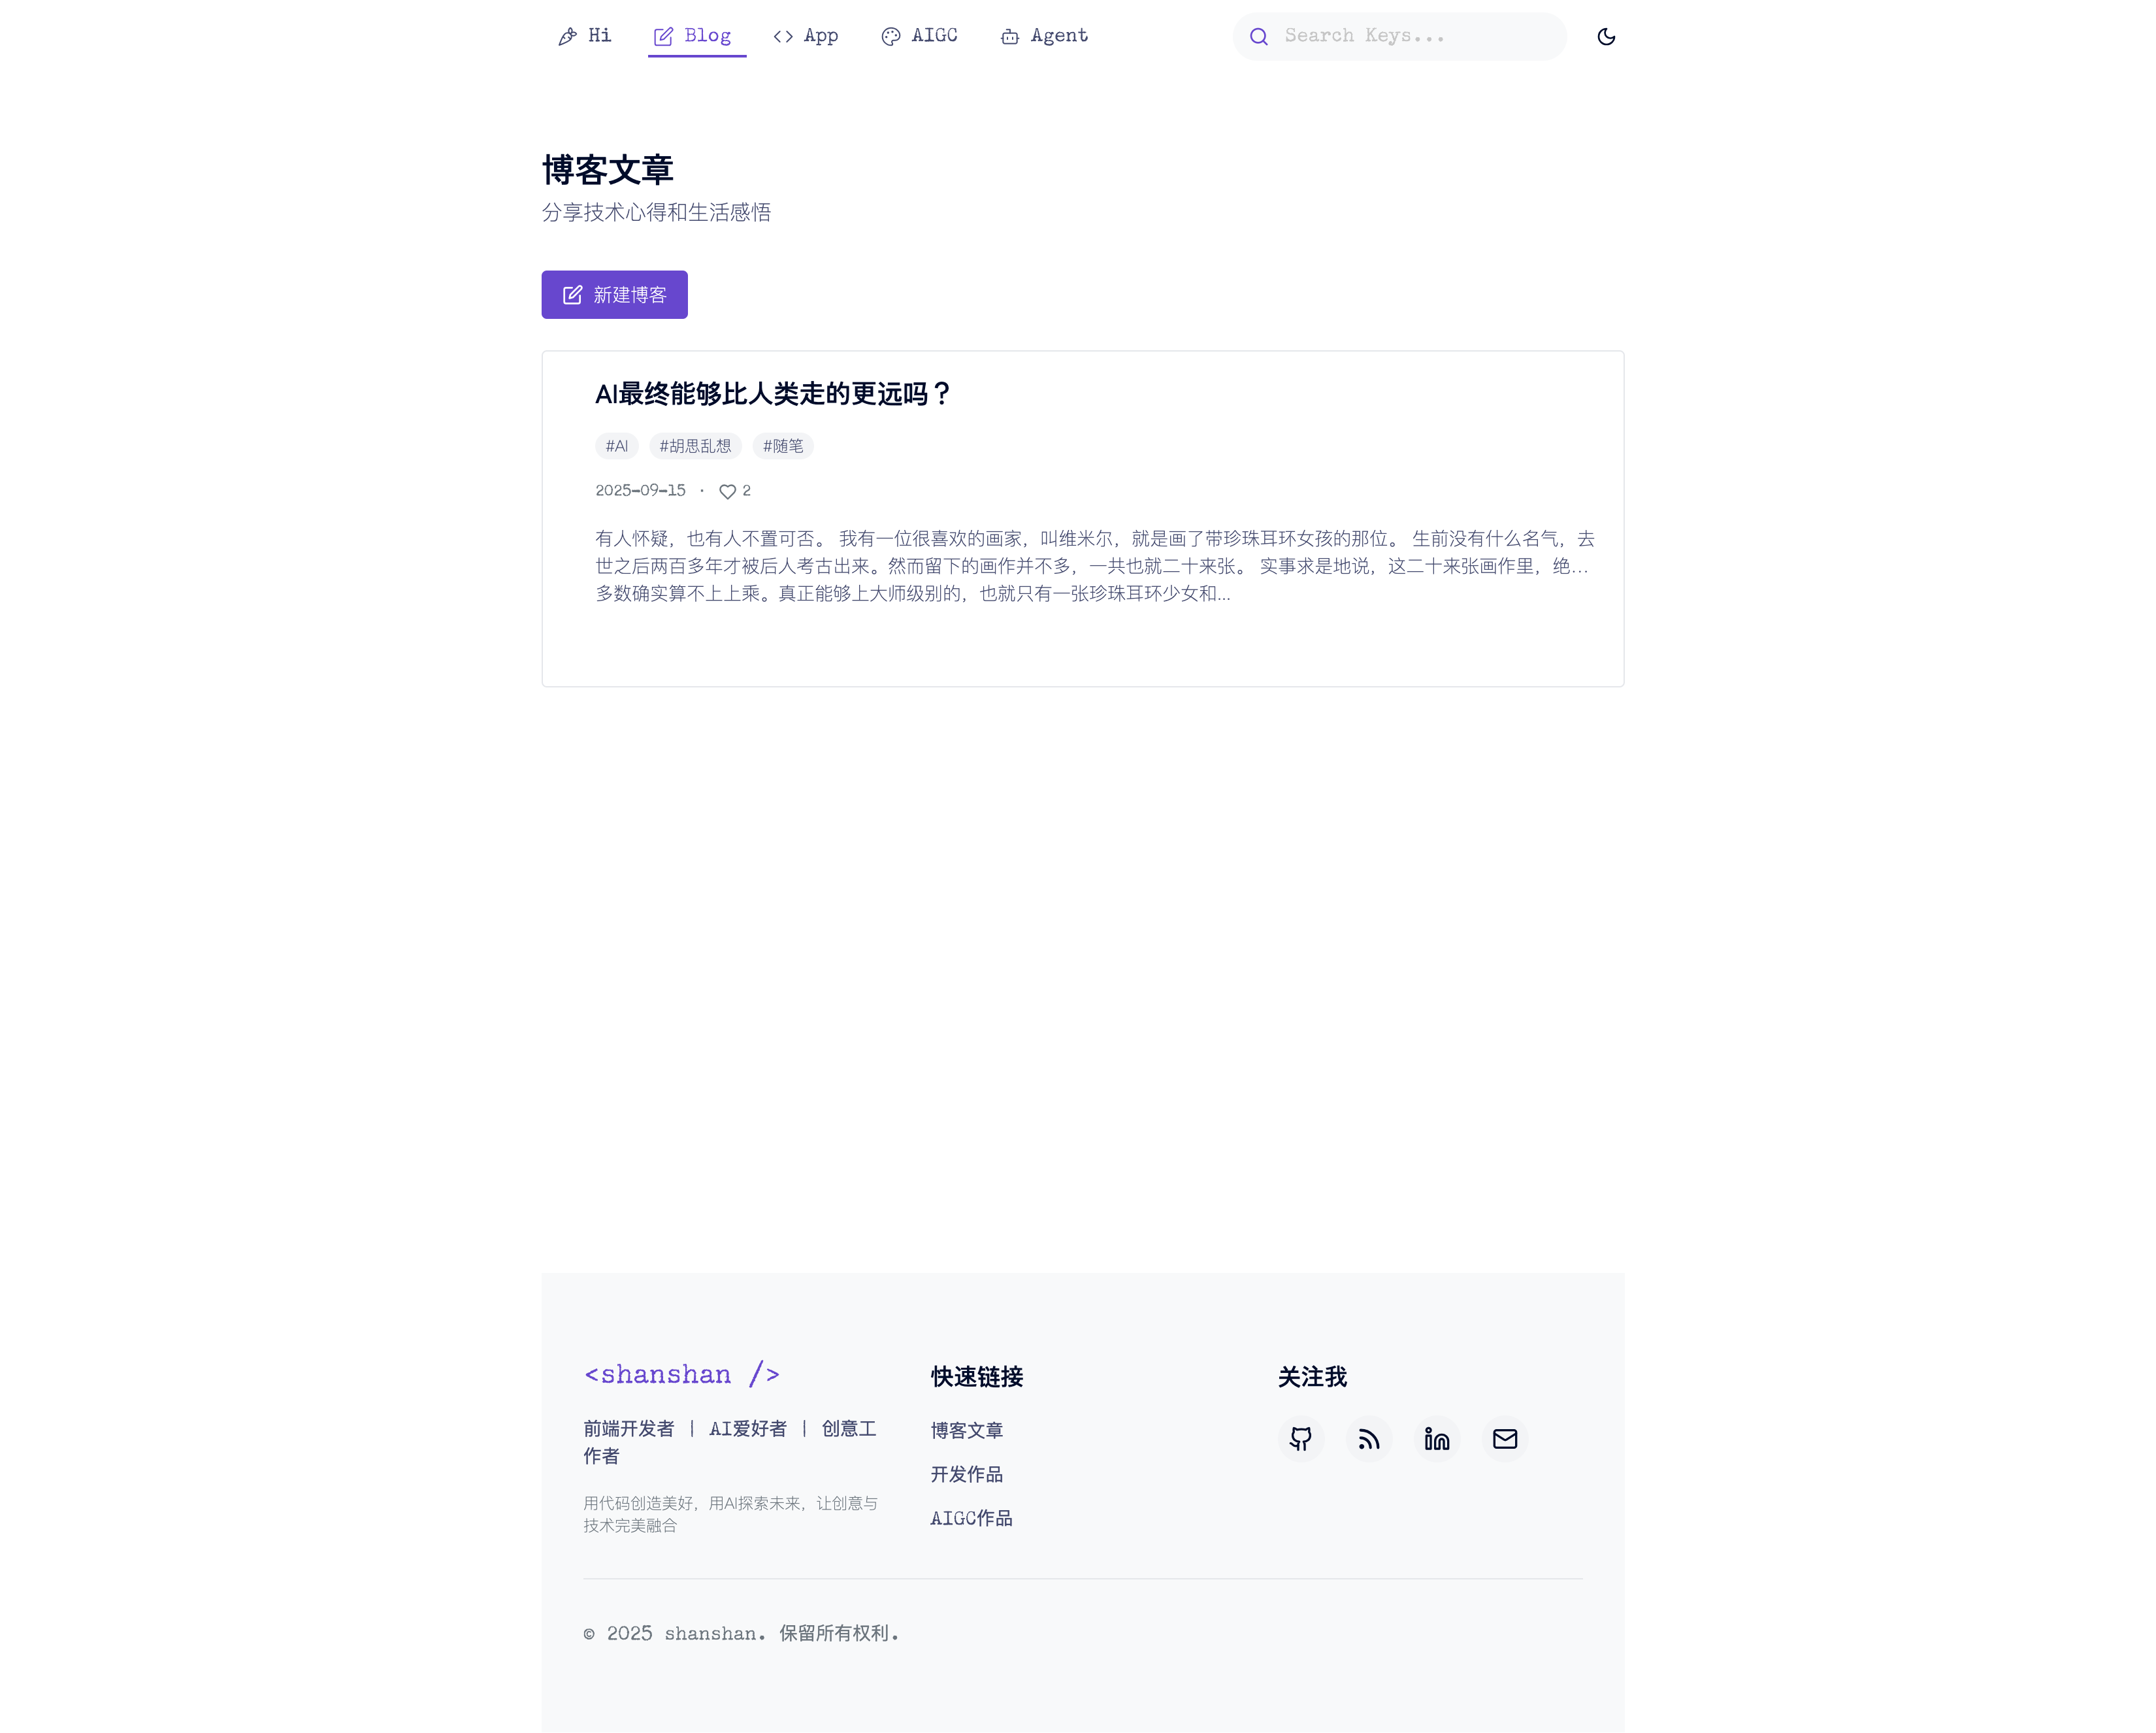 Hi Blog App AIGC Agent Search Keys...
博客文章
分享技术心得和生活感悟
新建博客
AI最终能够比人类走的更远吗？
#AI #胡思乱想 #随笔
2025-09-15 · 2
有人怀疑，也有人不置可否。 我有一位很喜欢的画家，叫维米尔，就是画了带珍珠耳环女孩的那位。 生前没有什么名气，去
世之后两百多年才被后人考古出来。然而留下的画作并不多，一共也就二十来张。 实事求是地说，这二十来张画作里，绝...
多数确实算不上上乘。真正能够上大师级别的，也就只有一张珍珠耳环少女和...
<shanshan />
前端开发者 | AI爱好者 | 创意工
作者
用代码创造美好，用AI探索未来，让创意与
技术完美融合
快速链接
博客文章
开发作品
AIGC作品
关注我
© 2025 shanshan. 保留所有权利.